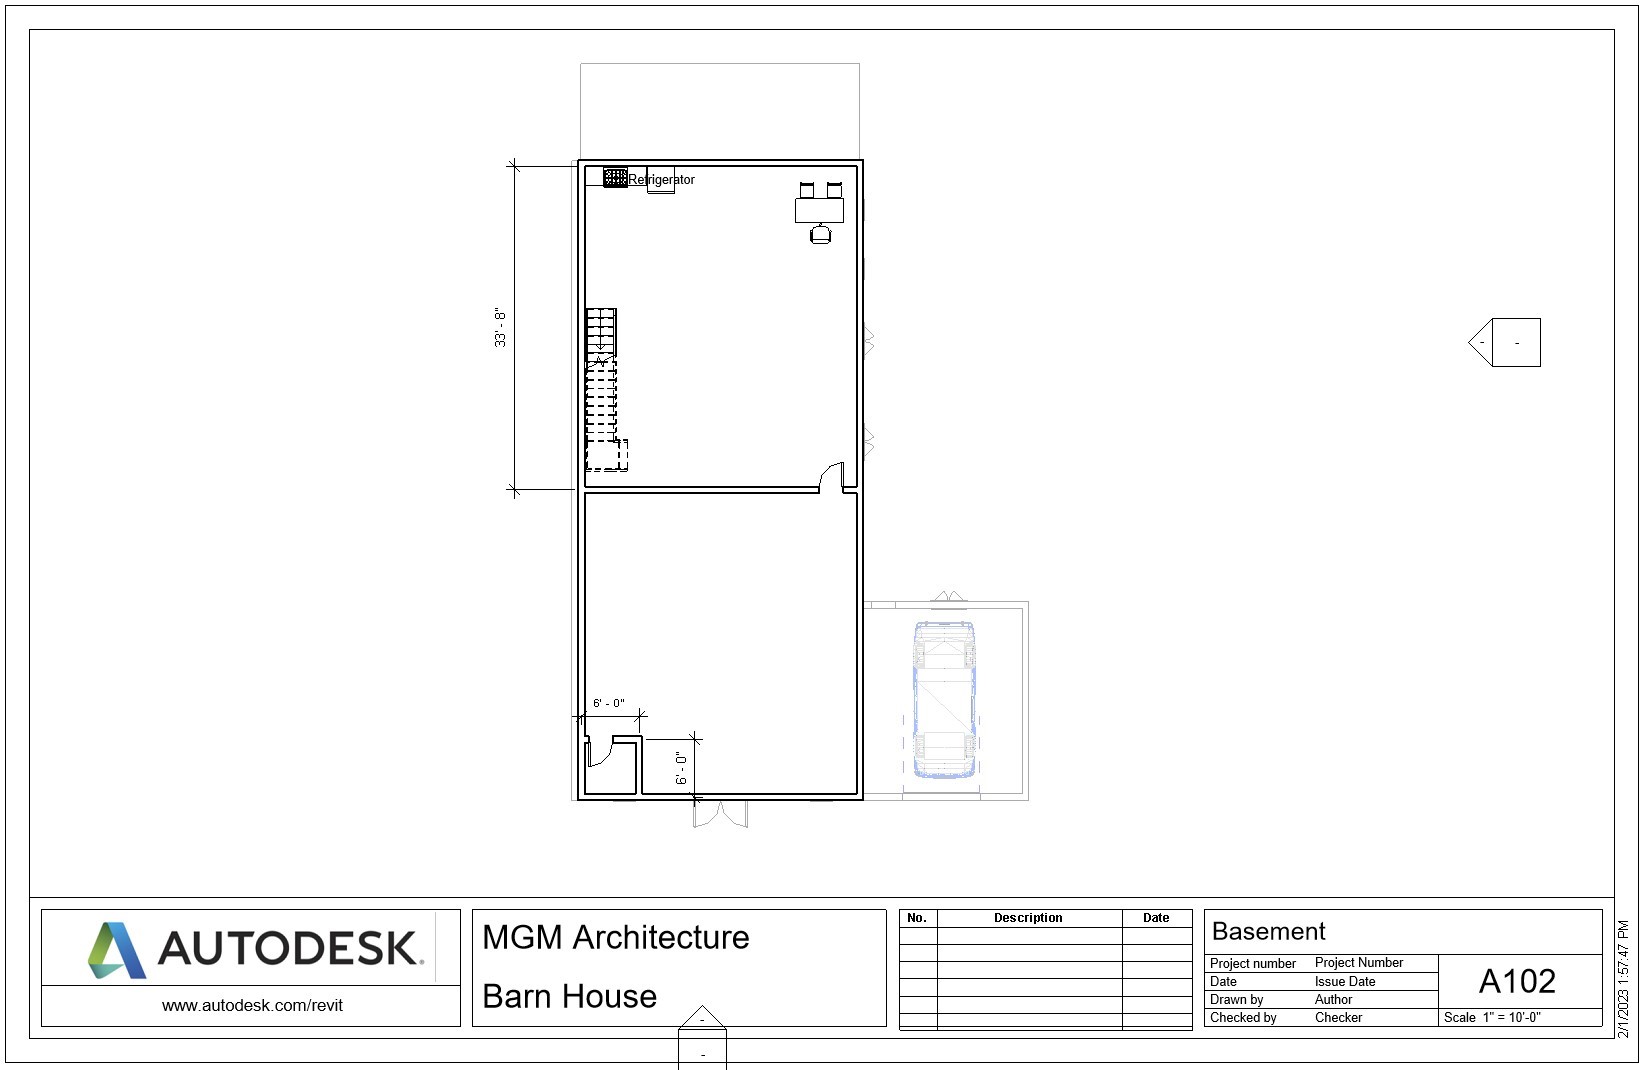 Refrigerator
33' - 8"
6' - 0"
6' - 0"
-
-
AUTODESK.
www.autodesk.com/revit
MGM Architecture
Barn House
-
-
No. Description Date
Basement
Project number Project Number
Date Issue Date
Drawn by Author
Checked by Checker
A102
Scale 1" = 10'-0"
2/1/2023 1:57:47 PM